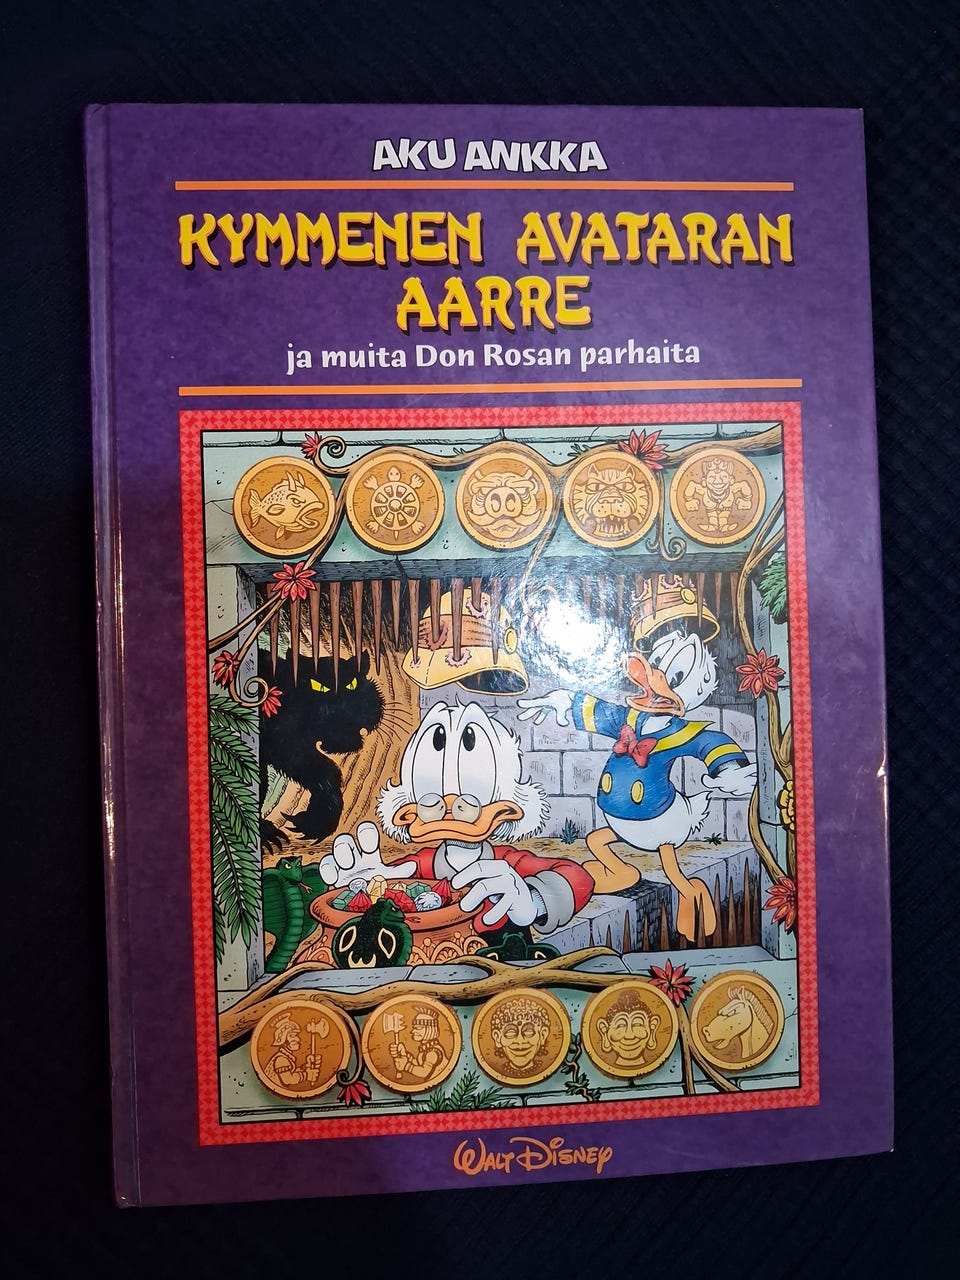 AKU ANKKA
KYMMENEN AVATARAN
AARRE
ja muita Don Rosan parhaita
WALT DISNEY